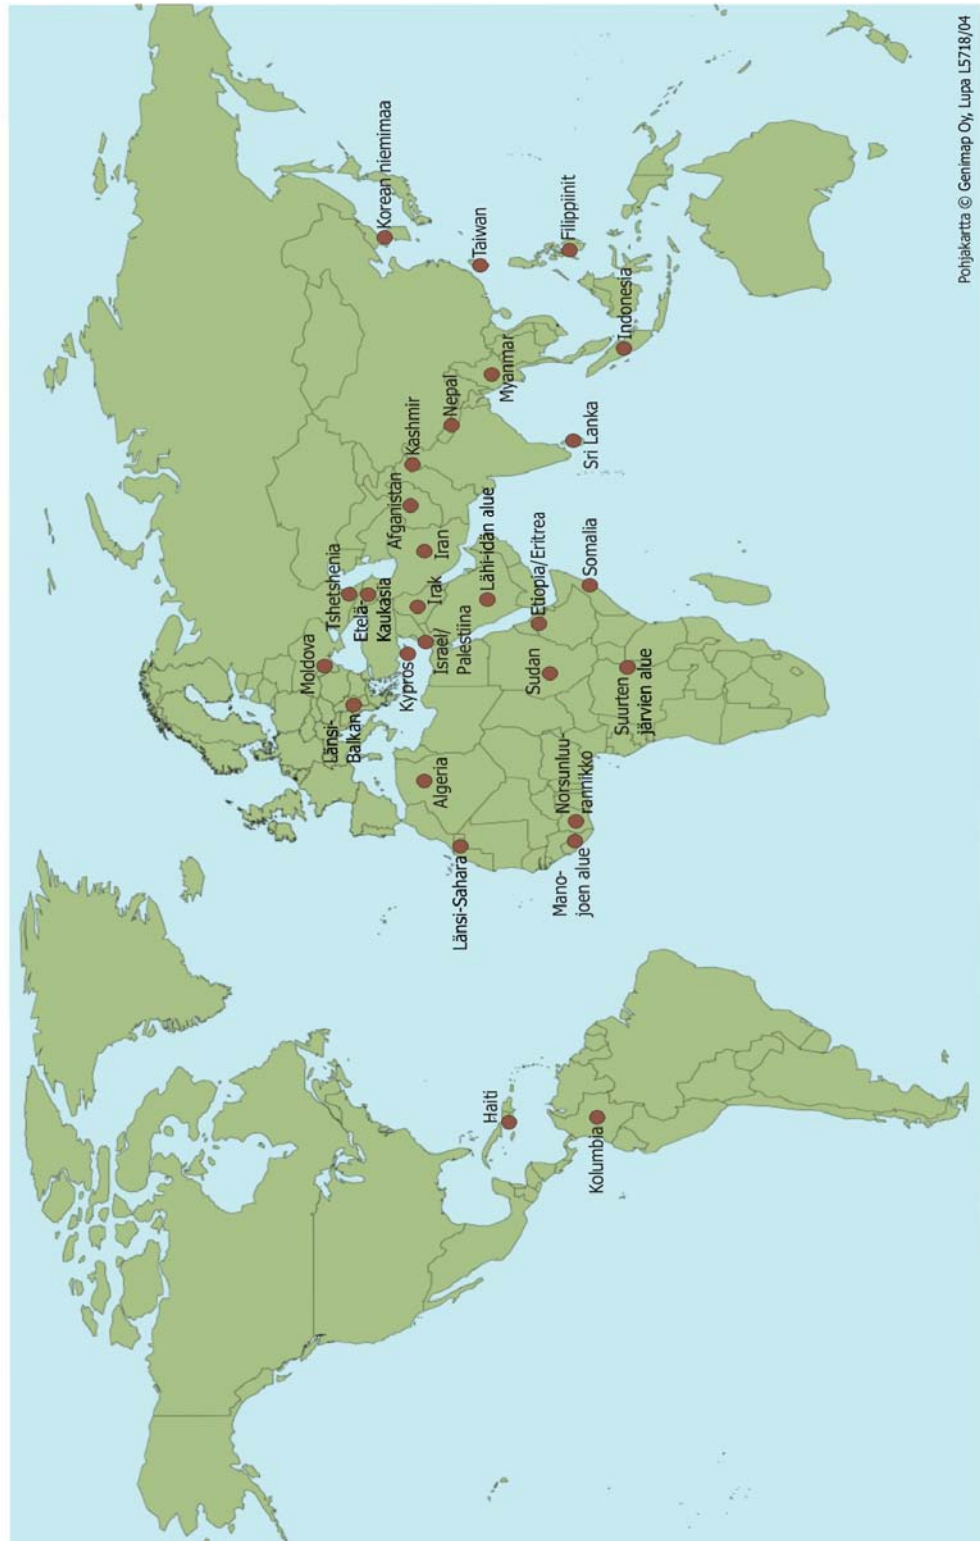 Tshetshenia
Moldova
Etelä-
Kaukasia
Länsi-
Balkan
Korean niemimaa
Afganistan
Kashmir
Kypros
Iran
Irak
Israel/
Palestiina
Algeria
Nepal
Länsi-Sahara
Lähi-idän alue
Taiwan
Myanmar
Haiti
Etiopia/Eritrea
Sudan
Filippiinit
Sri Lanka
Norsunluu-
rannikko
Mano-
joen alue
Somalia
Kolumbia
Indonesia
Suurten
järvien alue
Pohjakartta © Genimap Oy, Lupa L5718/04